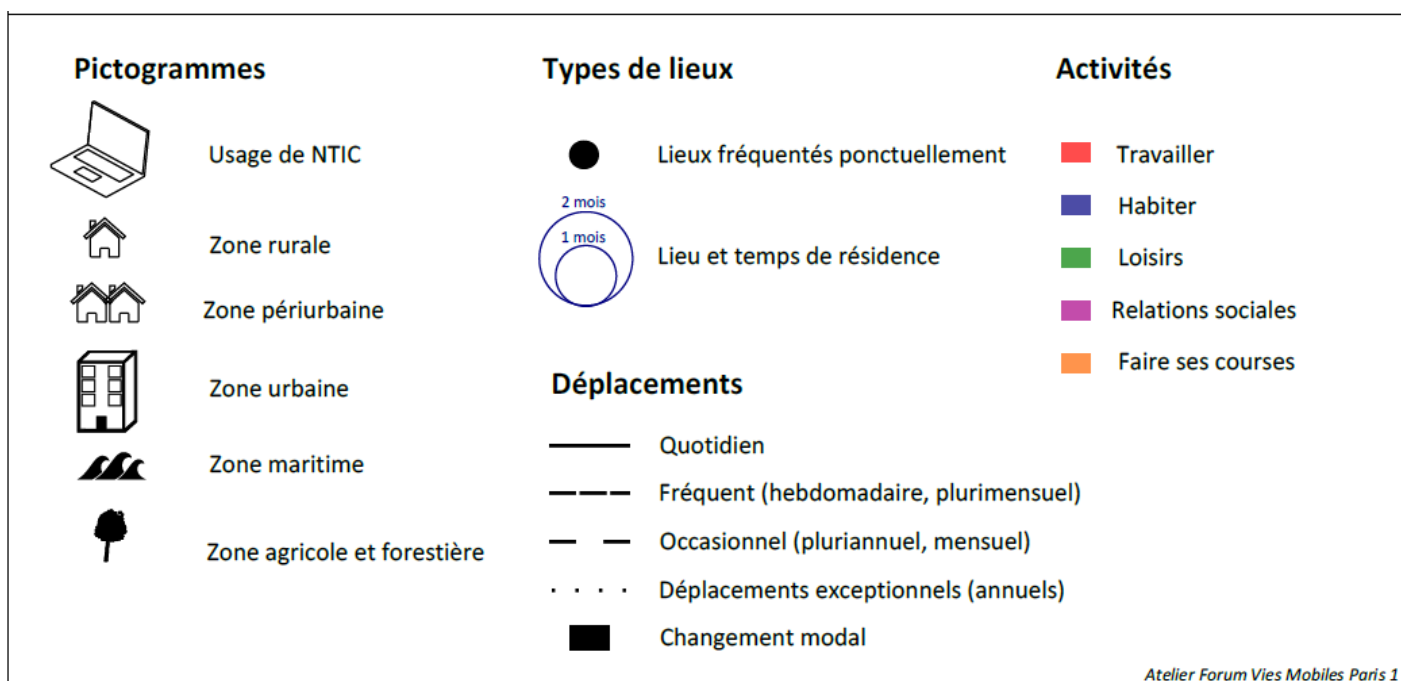 Pictogrammes
Usage de NTIC
Zone rurale
Zone périurbaine
Zone urbaine
Zone maritime
Zone agricole et forestière
Types de lieux
Lieux fréquentés ponctuellement
2 mois
1 mois
Lieu et temps de résidence
Déplacements
Quotidien
Fréquent (hebdomadaire, plurimensuel)
Occasionnel (pluriannuel, mensuel)
Déplacements exceptionnels (annuels)
Changement modal
Activités
Travailler
Habiter
Loisirs
Relations sociales
Faire ses courses
Atelier Forum Vies Mobiles Paris 1